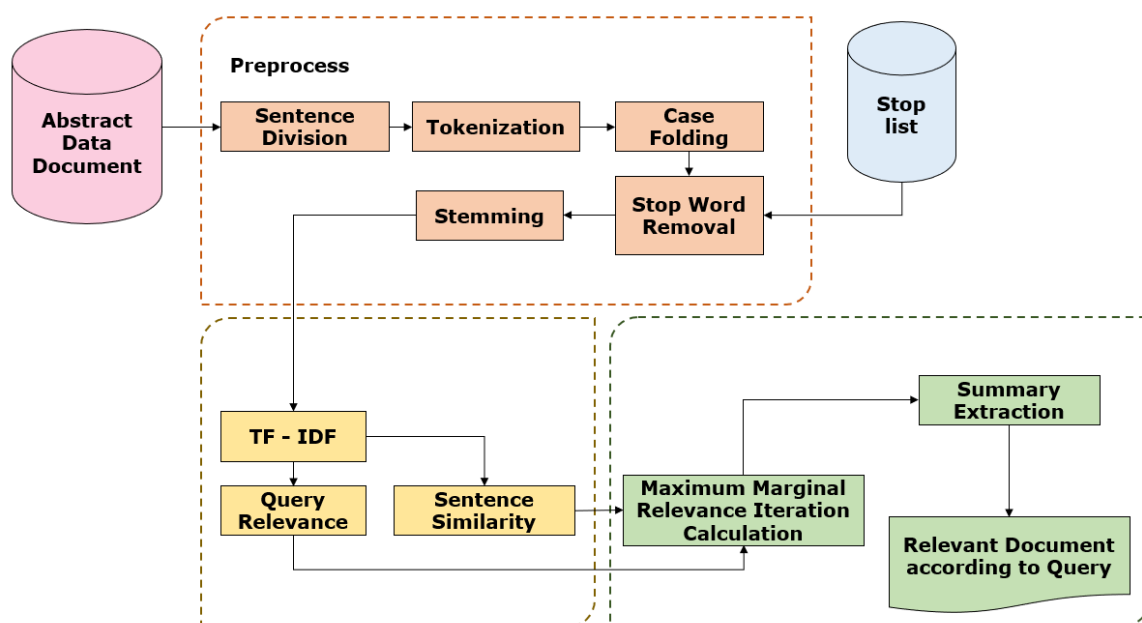 Preprocess
Abstract
Data
Document
Sentence
Division
Tokenization
Case
Folding
Stop
list
Stemming
Stop Word
Removal
TF - IDF
Query
Relevance
Sentence
Similarity
Maximum Marginal
Relevance Iteration
Calculation
Summary
Extraction
Relevant Document
according to Query